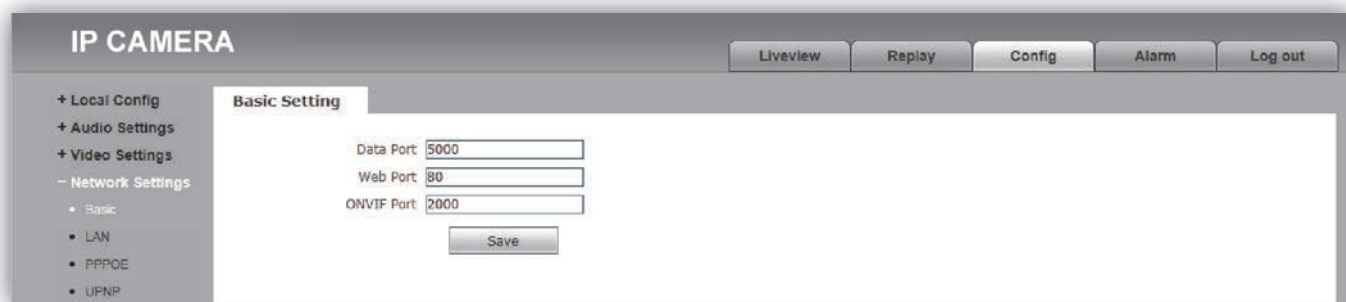 IP CAMERA
Liveview Replay Config Alarm Log out
+ Local Config
+ Audio Settings
+ Video Settings
− Network Settings
• Basic
• LAN
• PPPOE
• UPNP
Basic Setting
Data Port 5000
Web Port 80
ONVIF Port 2000
Save